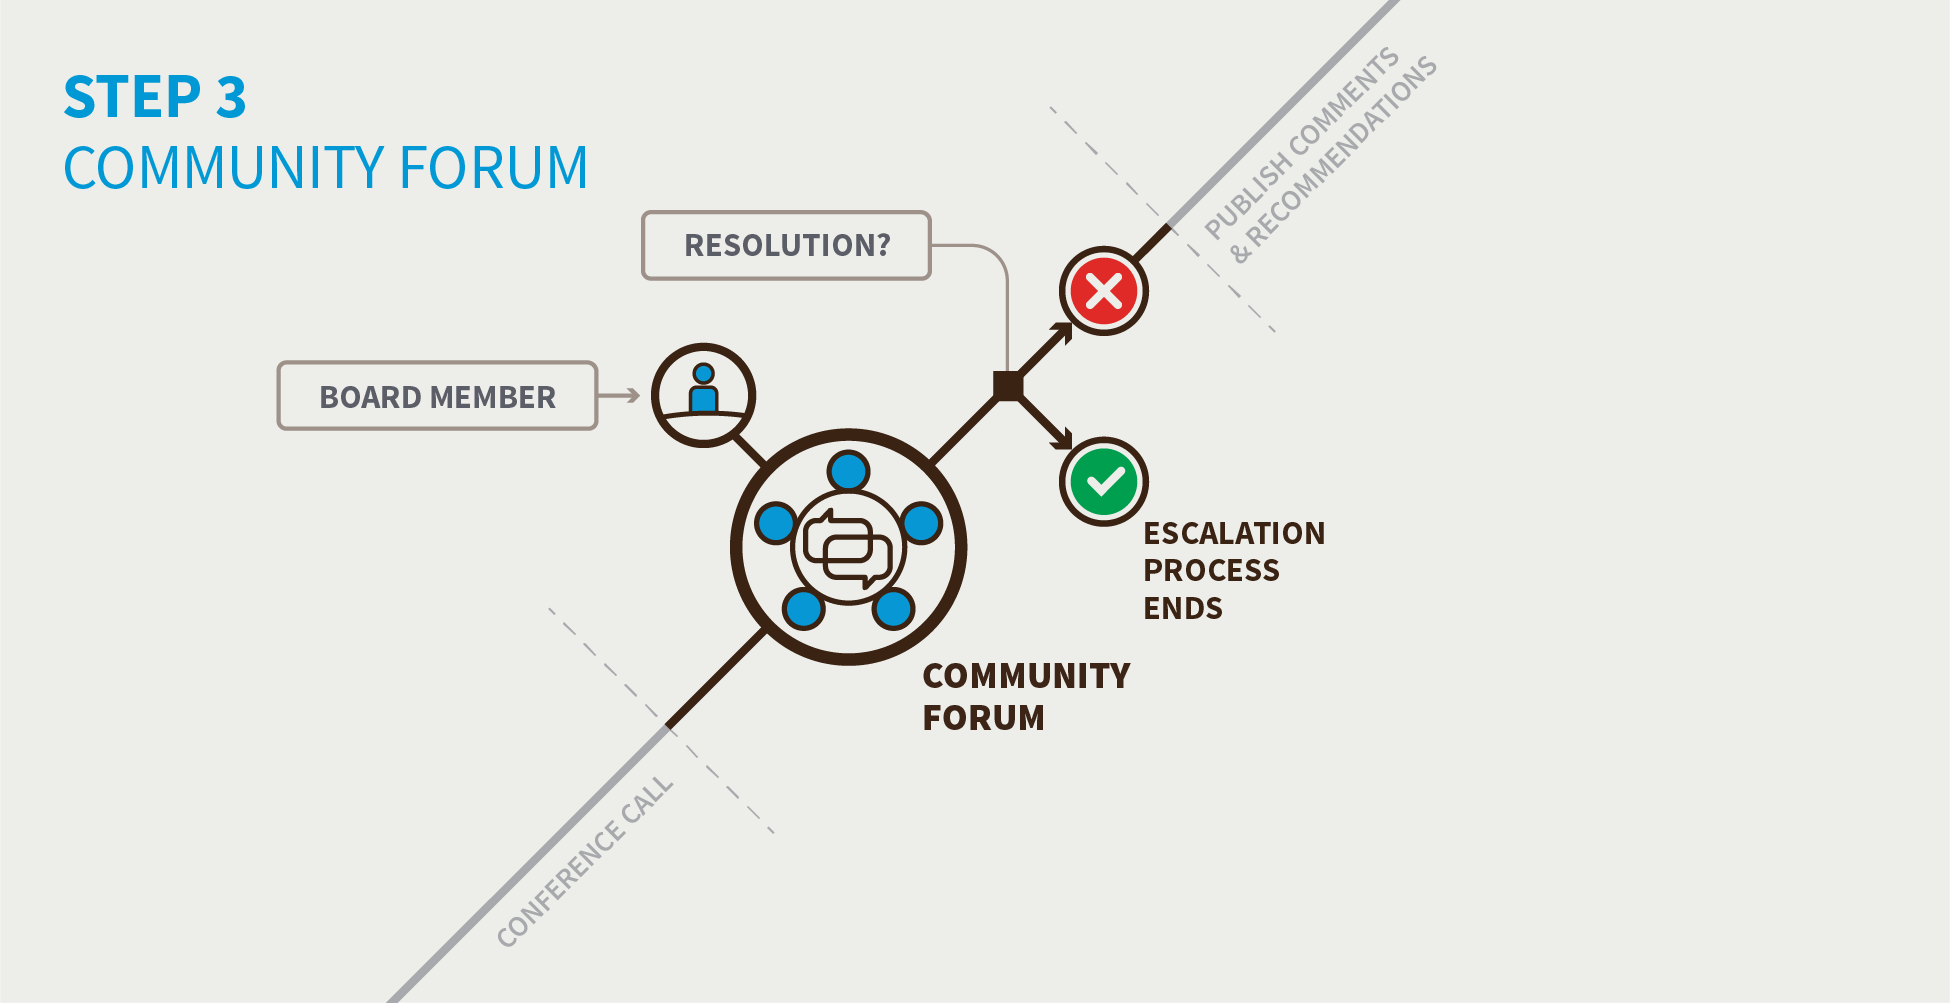 STEP 3
COMMUNITY FORUM
PUBLISH COMMENTS
& RECOMMENDATIONS
RESOLUTION?
BOARD MEMBER
ESCALATION
PROCESS
ENDS
COMMUNITY
FORUM
CONFERENCE CALL